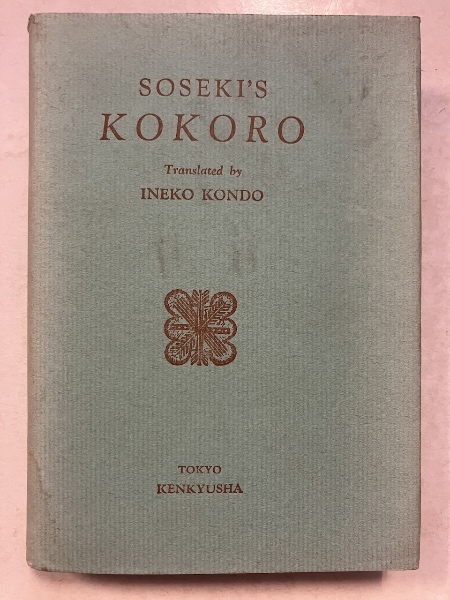 SOSEKI'S
KOKORO
Translated by
INEKO KONDO
TOKYO
KENKYUSHA